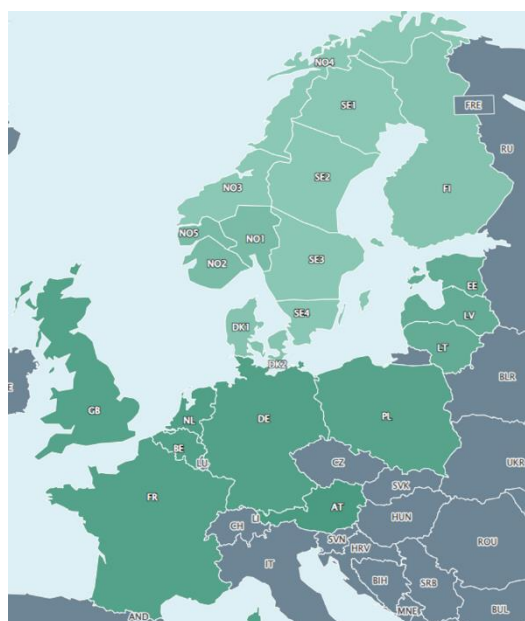 NO4
SE1
FRE
RU
SE2
NO3
FI
NO5
NO1
NO2
SE3
EE
LV
SE4
DK1
LT
DK2
BLR
E
GB
NL
DE
PL
BE
LU
CZ
UKR
SVK
FR
AT
HUN
LI
CH
SVN
ROU
HRV
IT
BIH
SRB
MNE
BUL
AND